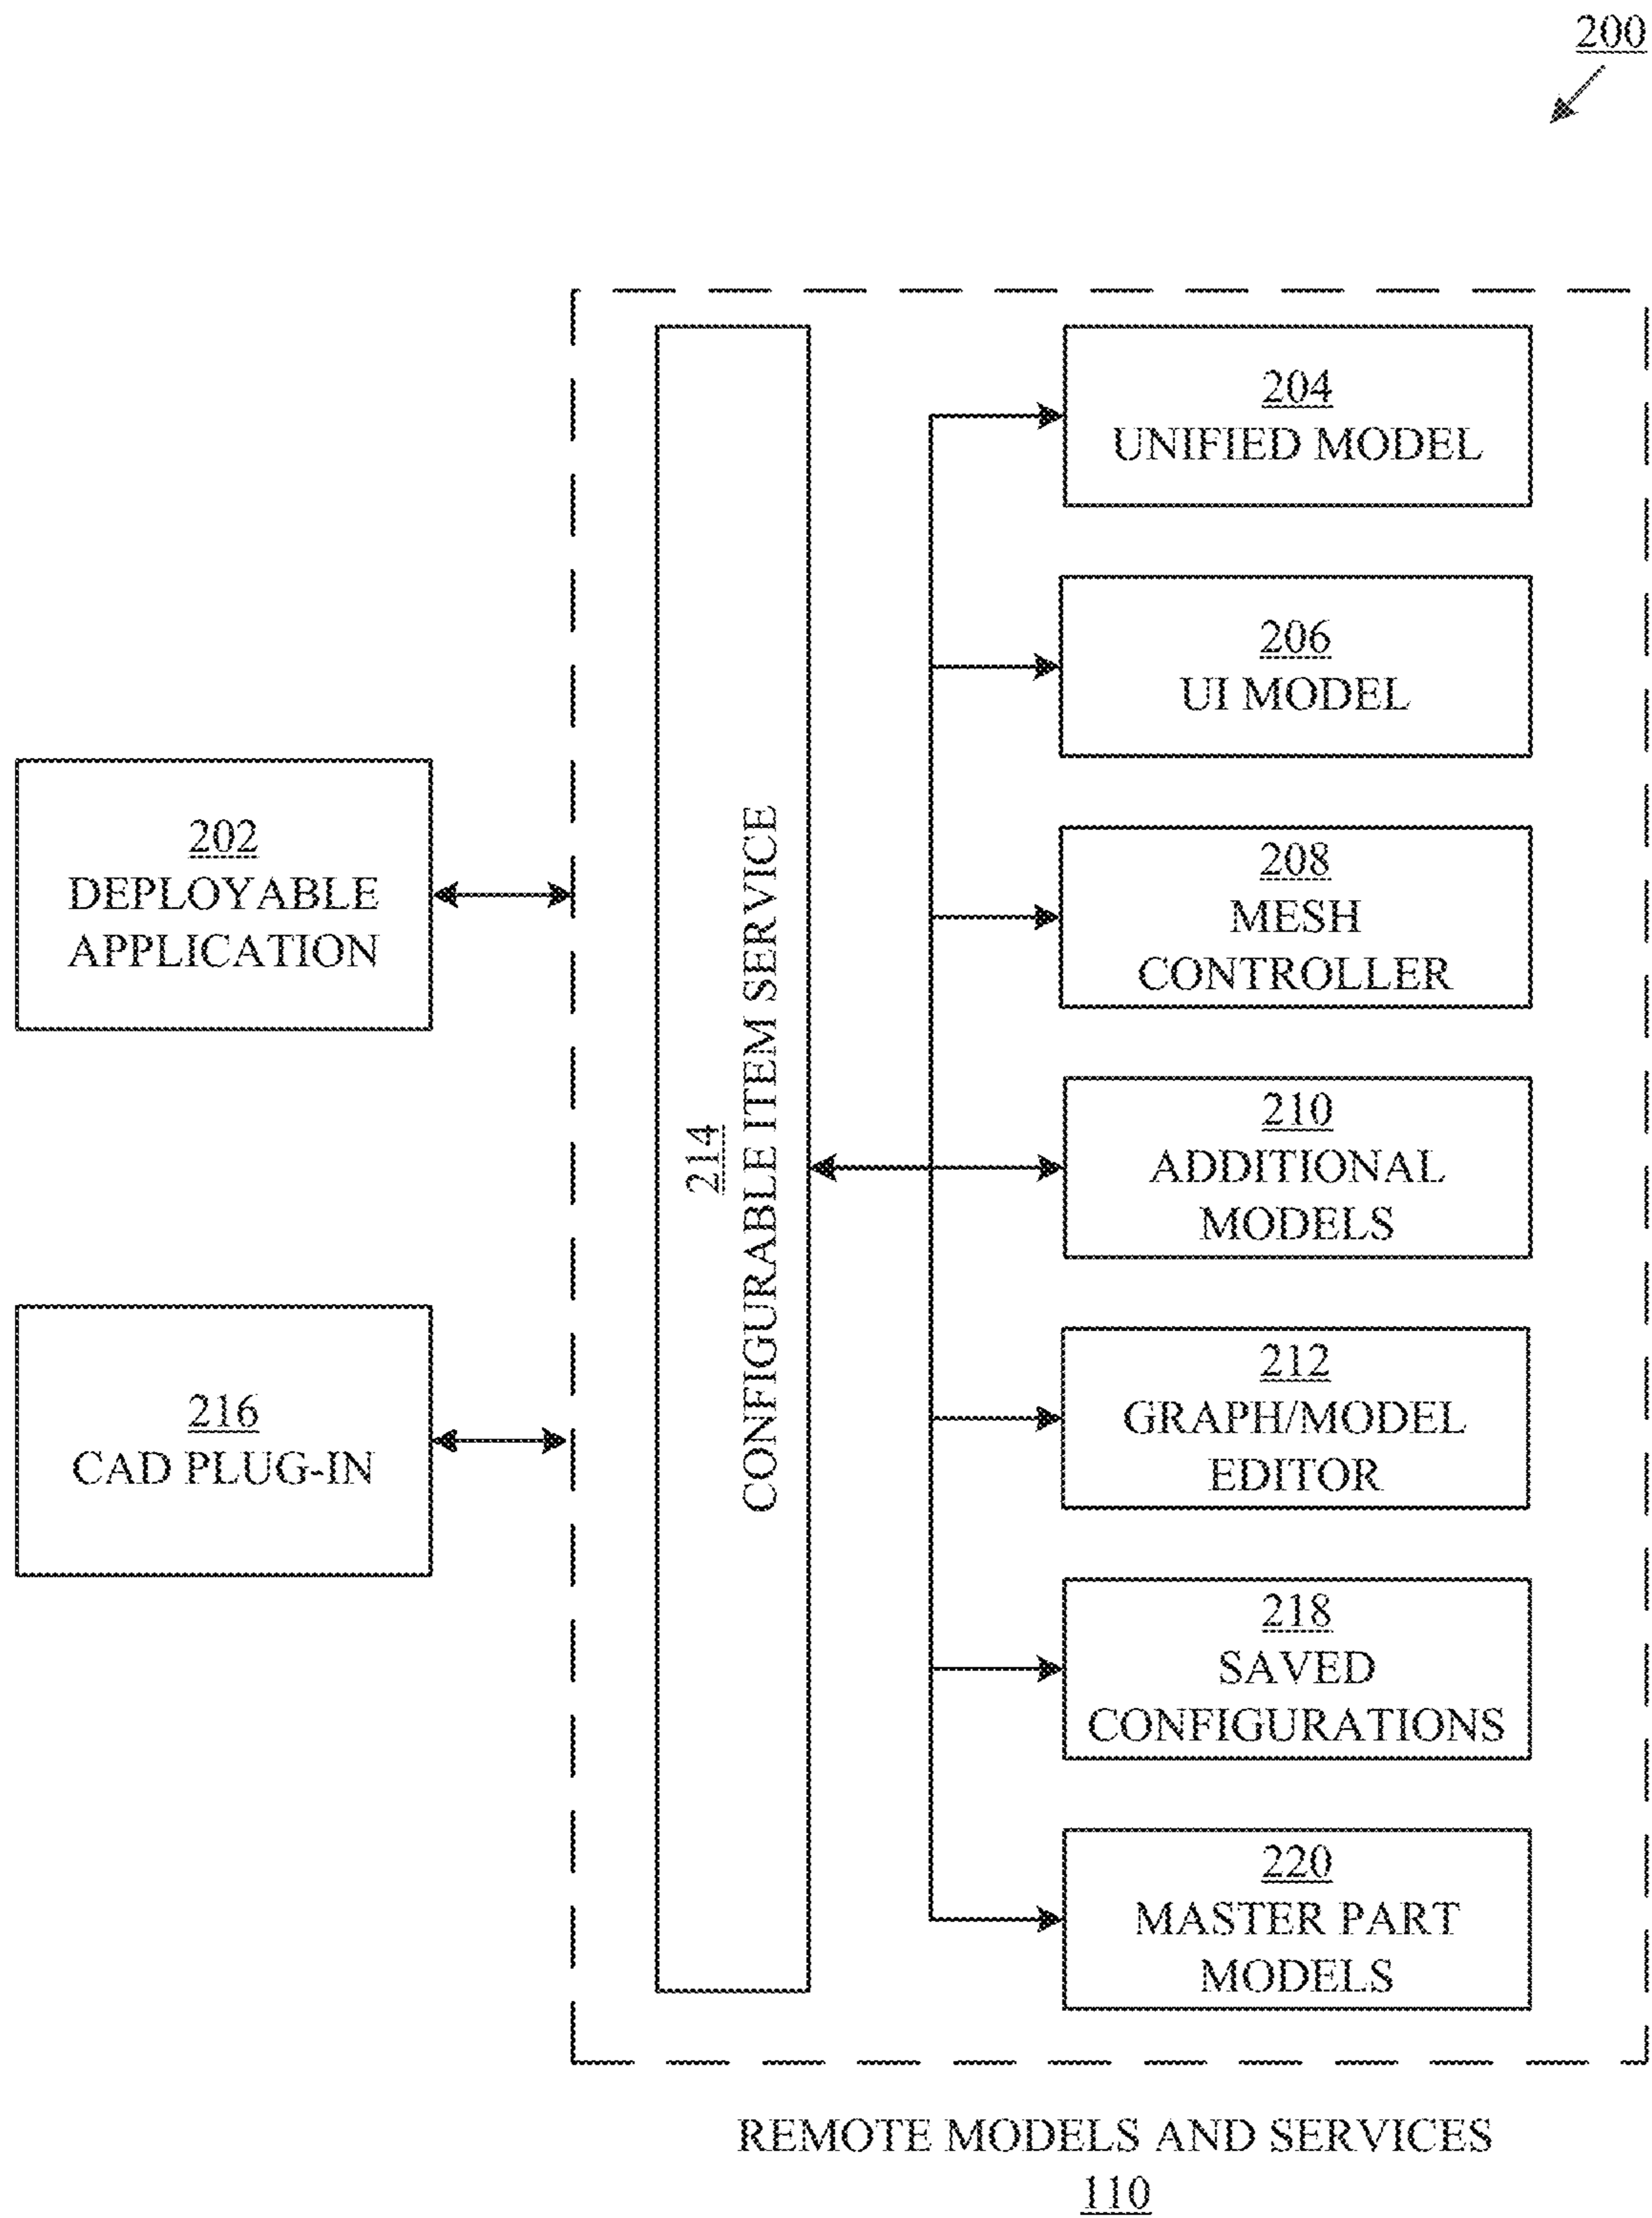 200
204
UNIFIED MODEL
206
UI MODEL
202
DEPLOYABLE
APPLICATION
208
MESH
CONTROLLER
214
CONFIGURABLE ITEM SERVICE
210
ADDITIONAL
MODELS
216
CAD PLUG-IN
212
GRAPH/MODEL
EDITOR
218
SAVED
CONFIGURATIONS
220
MASTER PART
MODELS
REMOTE MODELS AND SERVICES
110